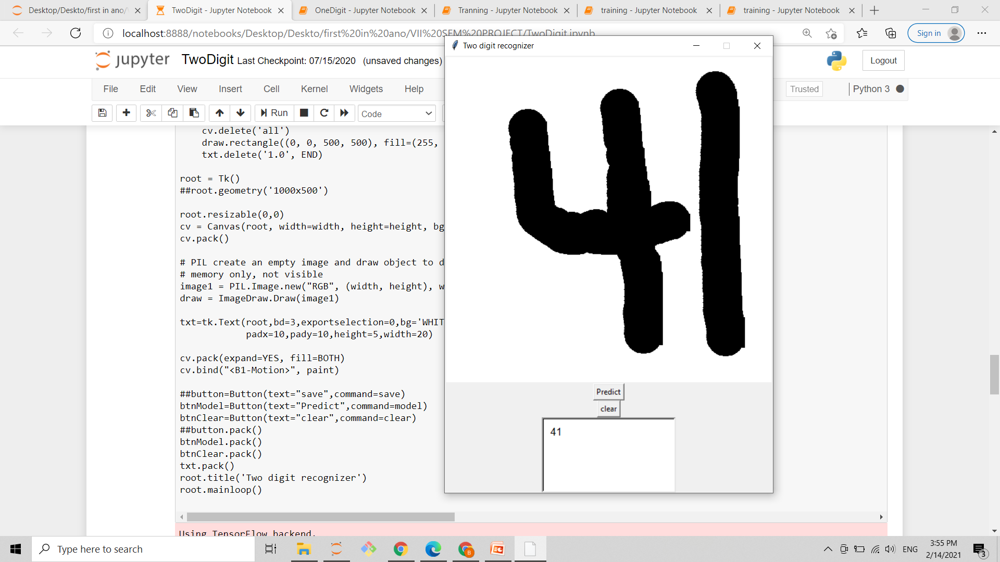 Desktop/Deskto/first in ano/
TwoDigit - Jupyter Notebook
OneDigit - Jupyter Notebook
Tranning - Jupyter Notebook
training - Jupyter Notebook
training - Jupyter Notebook
localhost:8888/notebooks/Desktop/Deskto/first%20in%20ano/VII%20SEM%20PROJECT/TwoDigit.ipynb
Sign in
Two digit recognizer
jupyter TwoDigit Last Checkpoint: 07/15/2020 (unsaved changes)
Logout
File Edit View Insert Cell Kernel Widgets Help
Trusted
Python 3
Run
Code
cv.delete('all')
draw.rectangle((0, 0, 500, 500), fill=(255,
txt.delete('1.0', END)
root = Tk()
##root.geometry('1000x500')
root.resizable(0,0)
cv = Canvas(root, width=width, height=height, bg
cv.pack()
# PIL create an empty image and draw object to d
# memory only, not visible
image1 = PIL.Image.new("RGB", (width, height), w
draw = ImageDraw.Draw(image1)
txt=tk.Text(root,bd=3,exportselection=0,bg='WHIT
padx=10,pady=10,height=5,width=20)
cv.pack(expand=YES, fill=BOTH)
cv.bind("<B1-Motion>", paint)
##button=Button(text="save",command=save)
btnModel=Button(text="Predict",command=model)
btnClear=Button(text="clear",command=clear)
##button.pack()
btnModel.pack()
btnClear.pack()
txt.pack()
root.title('Two digit recognizer')
root.mainloop()
Using TensorFlow backend.
41
Predict
clear
41
Type here to search
ENG
3:55 PM
2/14/2021
3